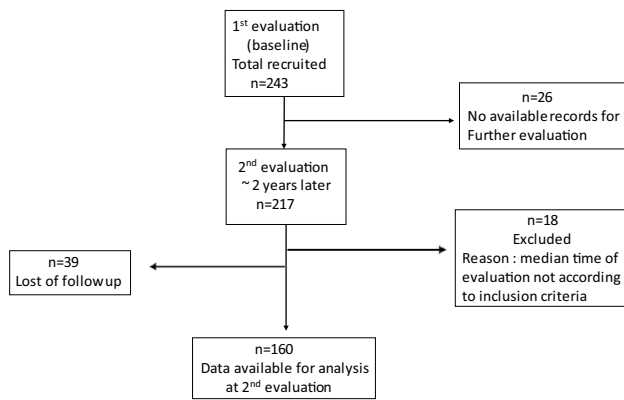 1st evaluation
(baseline)
Total recruited
n=243
n=26
No available records for
Further evaluation
2nd evaluation
~ 2 years later
n=217
n=18
Excluded
Reason : median time of
evaluation not according
to inclusion criteria
n=39
Lost of follow up
n=160
Data available for analysis
at 2nd evaluation